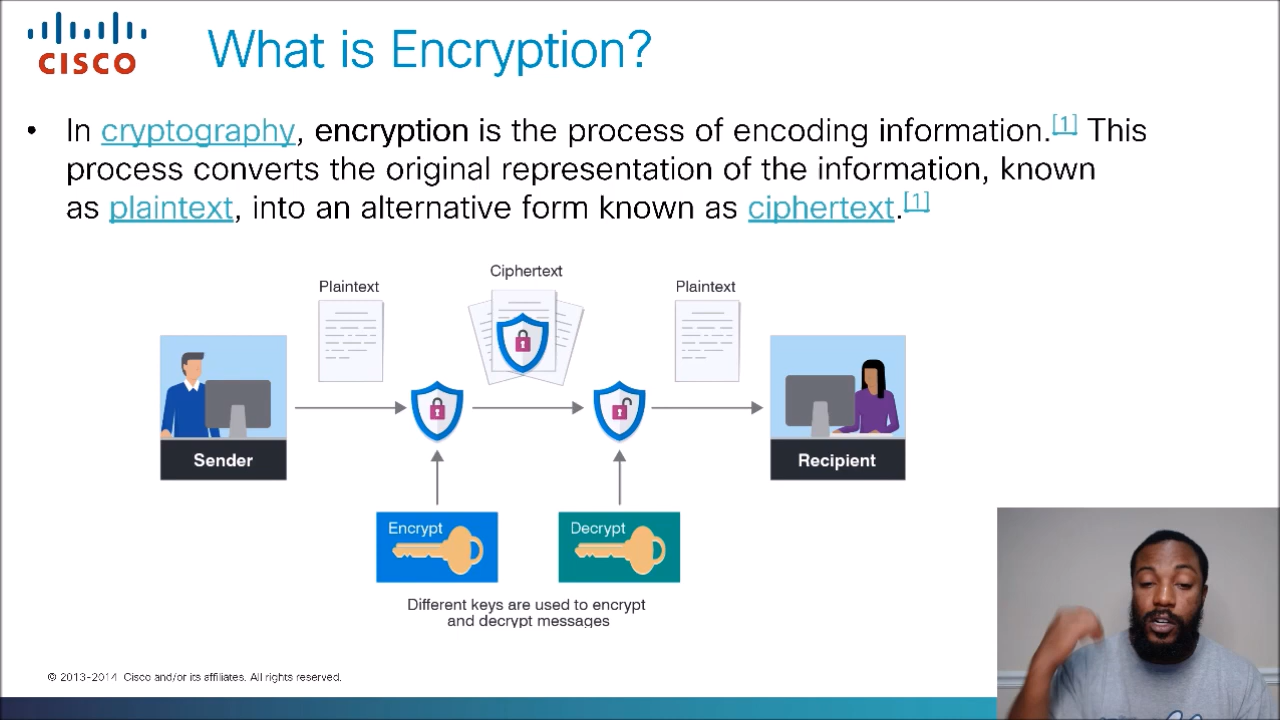 CISCO
What is Encryption?
• In cryptography, encryption is the process of encoding information.[1] This
process converts the original representation of the information, known
as plaintext, into an alternative form known as ciphertext.[1]
Ciphertext
Plaintext
Plaintext
Sender
Recipient
Encrypt
Decrypt
Different keys are used to encrypt
and decrypt messages
© 2013-2014 Cisco and/or its affiliates. All rights reserved.